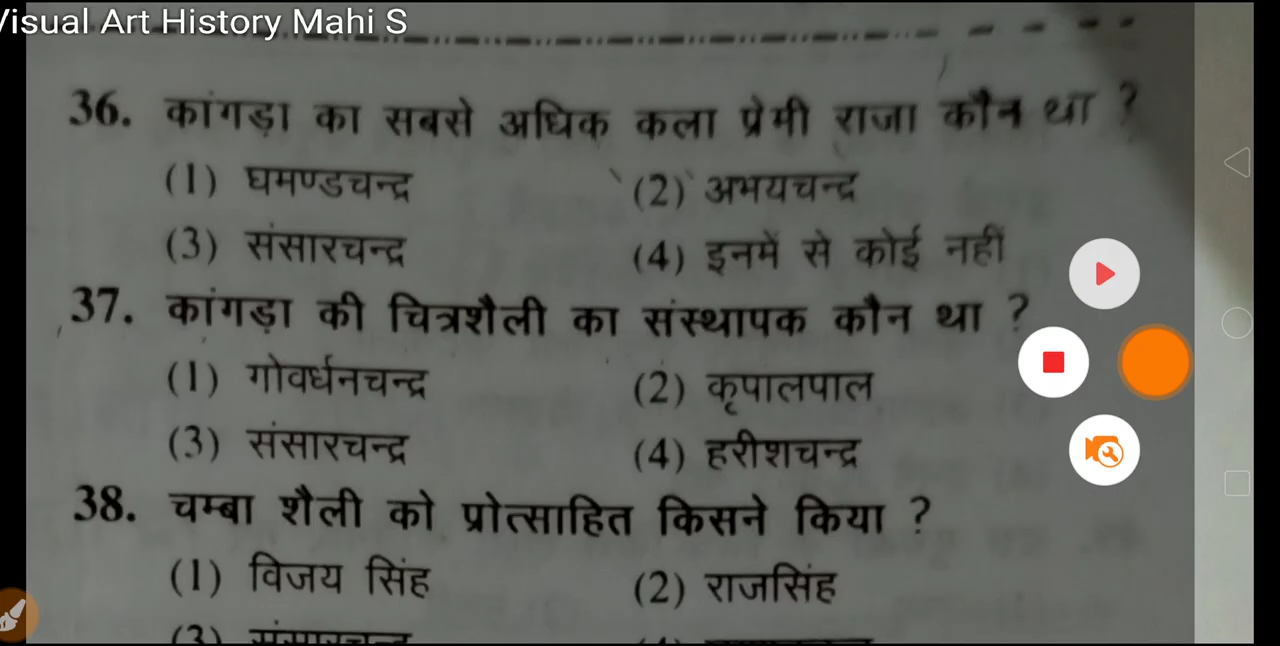 Visual Art History Mahi S
36. कांगड़ा का सबसे अधिक कला प्रेमी राजा कौन था ?
(1) घमण्डचन्द्र (2) अभयचन्द्र
(3) संसारचन्द्र (4) इनमें से कोई नहीं
37. कांगड़ा की चित्रशैली का संस्थापक कौन था ?
(1) गोवर्धनचन्द्र (2) कृपालपाल
(3) संसारचन्द्र (4) हरीशचन्द्र
38. चम्बा शैली को प्रोत्साहित किसने किया ?
(1) विजय सिंह (2) राजसिंह
(3) संसारचन्द्र